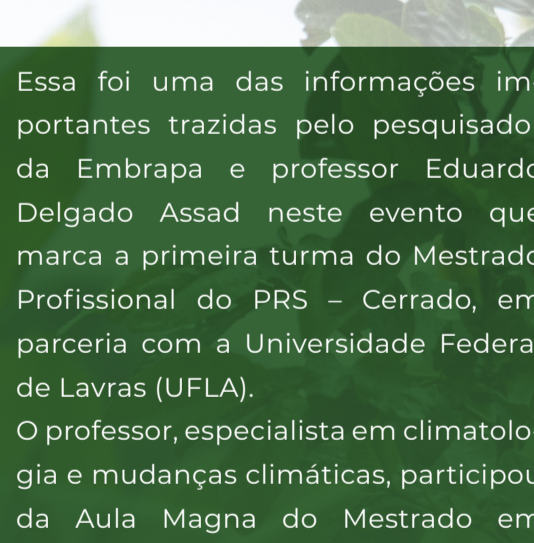 Essa foi uma das informações im-
portantes trazidas pelo pesquisado
da Embrapa e professor Eduardo
Delgado Assad neste evento que
marca a primeira turma do Mestrado
Profissional do PRS – Cerrado, em
parceria com a Universidade Federa
de Lavras (UFLA).
O professor, especialista em climatolo-
gia e mudanças climáticas, participou
da Aula Magna do Mestrado em